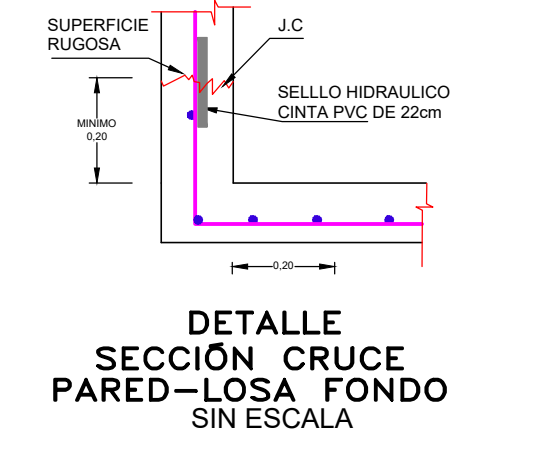 SUPERFICIE
RUGOSA
J.C
SELLLO HIDRAULICO
CINTA PVC DE 22cm
MINIMO
0,20
0,20
DETALLE
SECCIÓN CRUCE
PARED-LOSA FONDO
SIN ESCALA